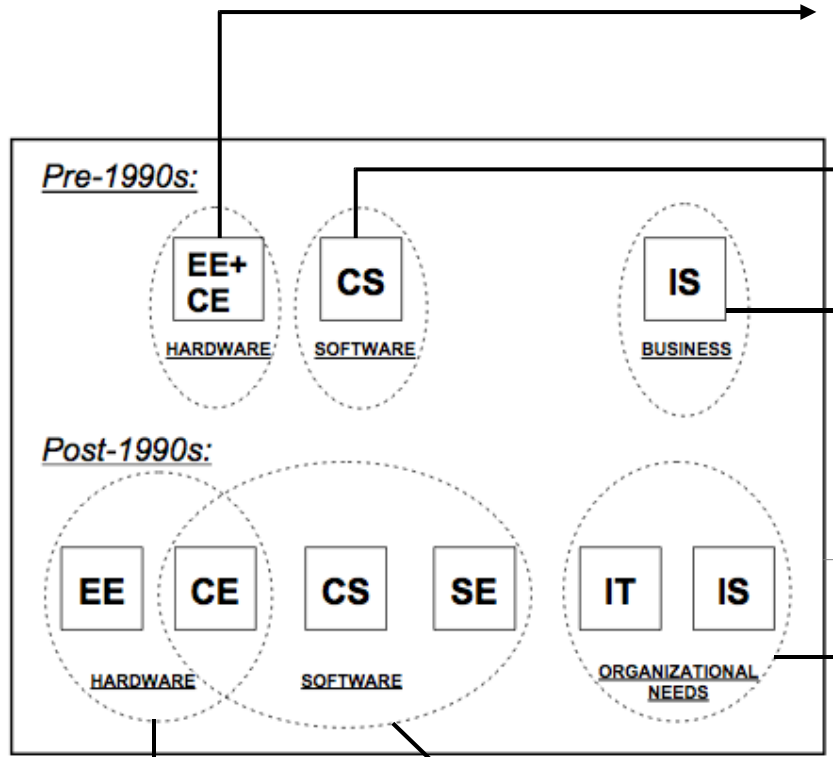 Pre-1990s:
EE+
CE
CS
IS
HARDWARE
SOFTWARE
BUSINESS
Post-1990s:
EE
CE
CS
SE
IT
IS
HARDWARE
SOFTWARE
ORGANIZATIONAL
NEEDS